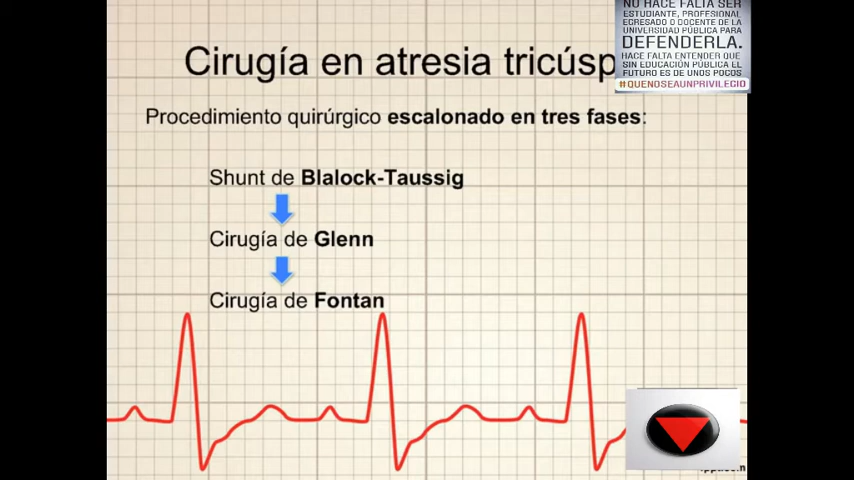 NO HACE FALTA SER
ESTUDIANTE, PROFESIONAL
EGRESADO O DOCENTE DE LA
UNIVERSIDAD PÚBLICA PARA
DEFENDERLA.
HACE FALTA ENTENDER QUE
SIN EDUCACIÓN PÚBLICA EL
FUTURO ES DE UNOS POCOS
#QUENOSEAUNPRIVILEGIO
Cirugía en atresia tricúsp
Procedimiento quirúrgico escalonado en tres fases:
Shunt de Blalock-Taussig
Cirugía de Glenn
Cirugía de Fontan